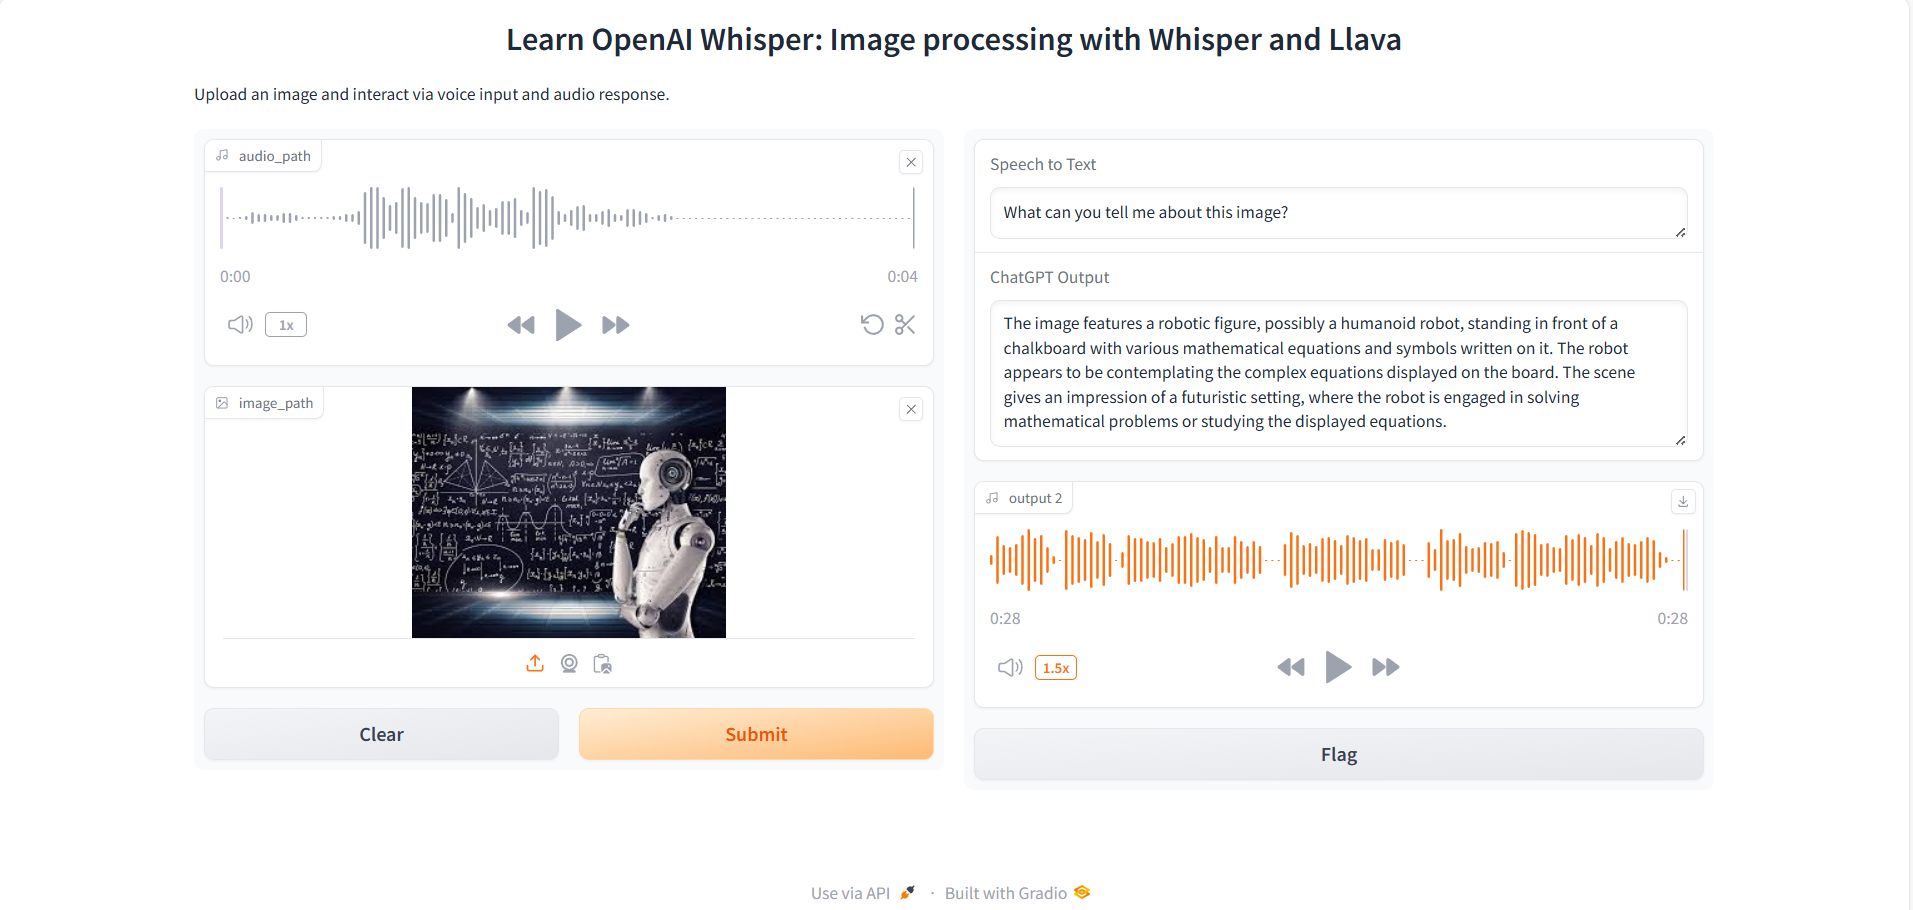 Learn OpenAI Whisper: Image processing with Whisper and Llava
Upload an image and interact via voice input and audio response.
audio_path
0:00
0:04
1x
image_path
Clear
Submit
Speech to Text
What can you tell me about this image?
ChatGPT Output
The image features a robotic figure, possibly a humanoid robot, standing in front of a
chalkboard with various mathematical equations and symbols written on it. The robot
appears to be contemplating the complex equations displayed on the board. The scene
gives an impression of a futuristic setting, where the robot is engaged in solving
mathematical problems or studying the displayed equations.
output 2
0:28
0:28
1.5x
Flag
Use via API
·
Built with Gradio